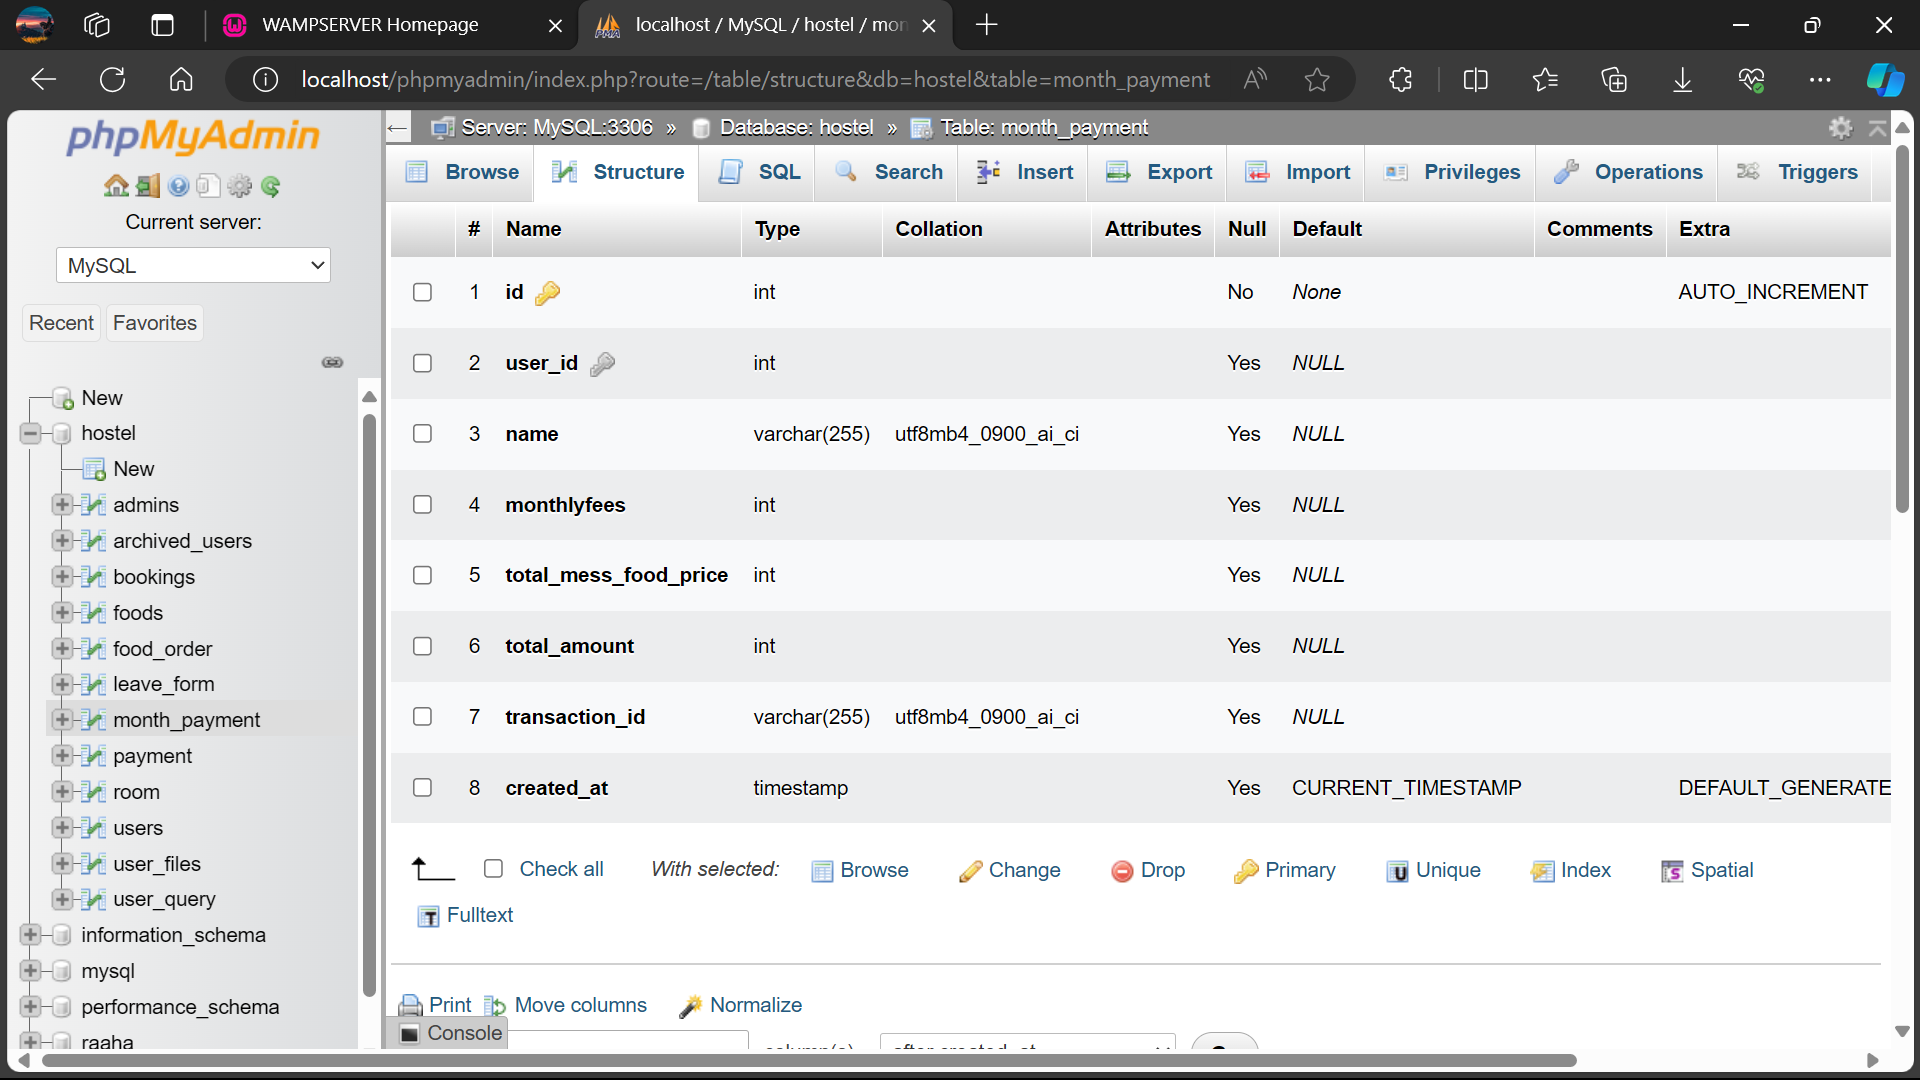 WAMPSERVER Homepage
localhost / MySQL / hostel / mon
localhost/phpmyadmin/index.php?route=/table/structure&db=hostel&table=month_payment
phpMyAdmin
Current server:
MySQL
Recent Favorites
New
hostel
New
admins
archived_users
bookings
foods
food_order
leave_form
month_payment
payment
room
users
user_files
user_query
information_schema
mysql
performance_schema
raaha
Server: MySQL:3306 » Database: hostel » Table: month_payment
Browse Structure SQL Search Insert Export Import Privileges Operations Triggers
# Name Type Collation Attributes Null Default Comments Extra
1 id int No None AUTO_INCREMENT
2 user_id int Yes NULL
3 name varchar(255) utf8mb4_0900_ai_ci Yes NULL
4 monthlyfees int Yes NULL
5 total_mess_food_price int Yes NULL
6 total_amount int Yes NULL
7 transaction_id varchar(255) utf8mb4_0900_ai_ci Yes NULL
8 created_at timestamp Yes CURRENT_TIMESTAMP DEFAULT_GENERATE
Check all With selected: Browse Change Drop Primary Unique Index Spatial
Fulltext
Print Move columns Normalize
Console